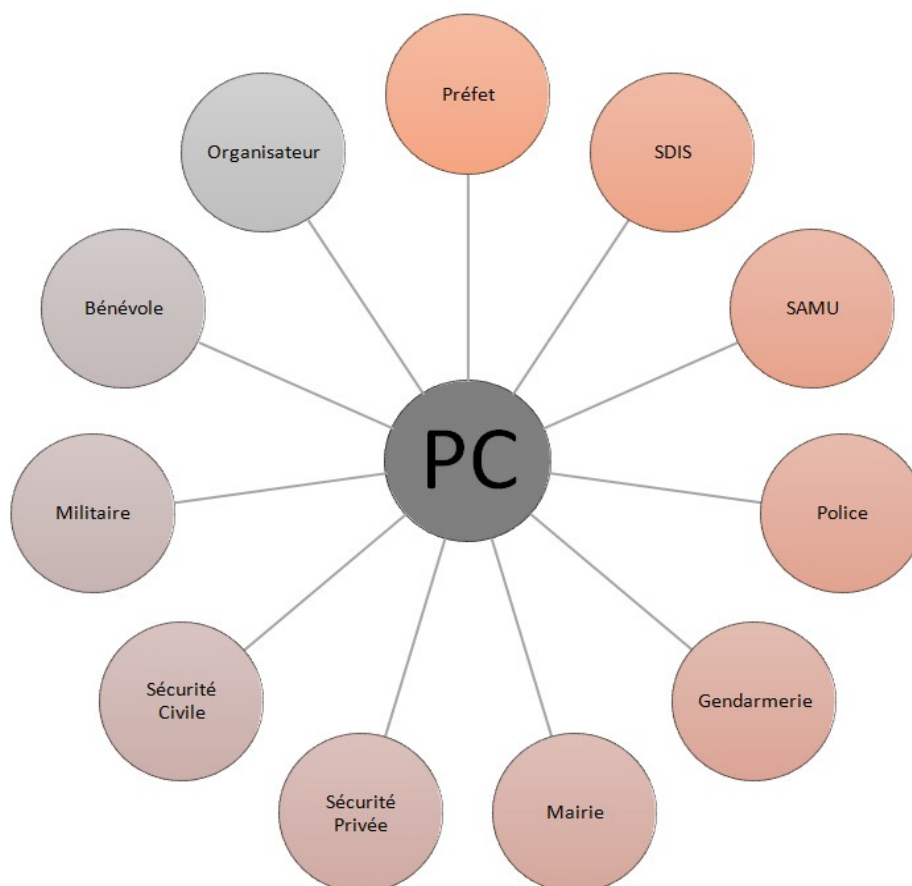 Préfet
SDIS
SAMU
Police
Gendarmerie
Mairie
Sécurité
Privée
Sécurité
Civile
Militaire
Bénévole
Organisateur
PC